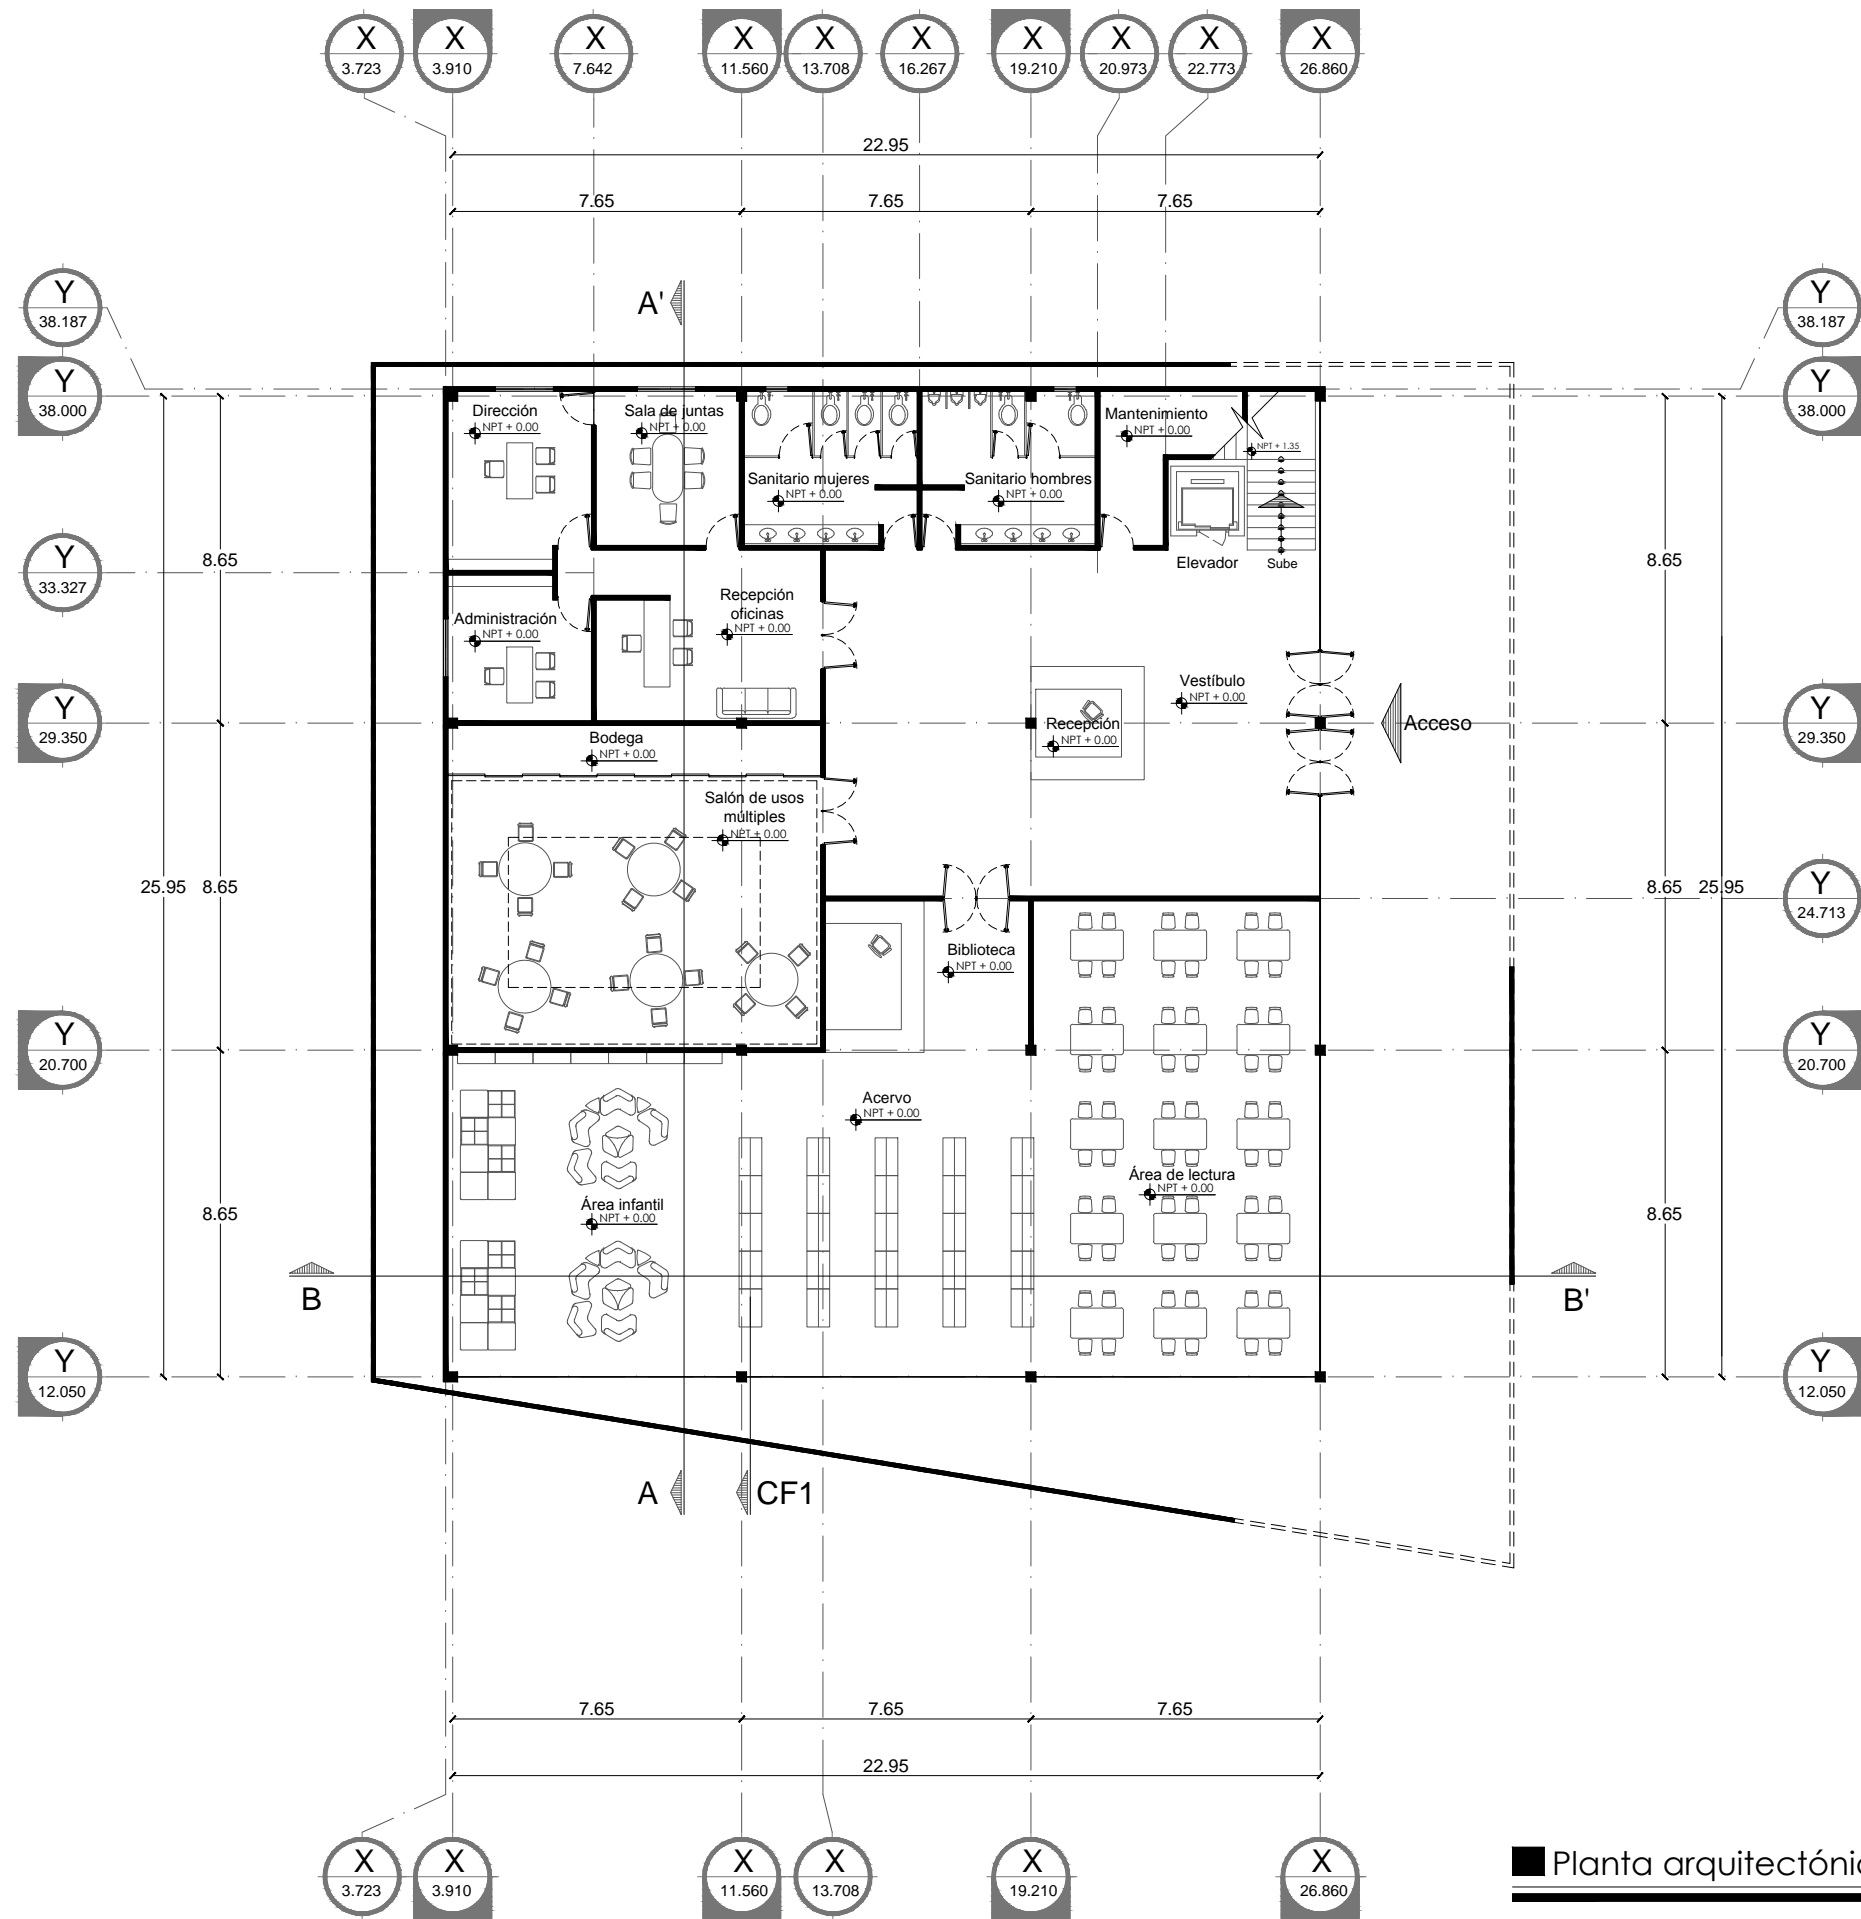 X X X X X X X X X X
3.723 3.910 7.642 11.560 13.708 16.267 19.210 20.973 22.773 26.860
22.95
7.65 7.65 7.65
A'
Y Y
38.187 38.187
Y Y
38.000 38.000
Dirección
NPT + 0.00
Sala de juntas
NPT + 0.00
Mantenimiento
NPT + 0.00
NPT + 1.35
Sanitario mujeres
NPT + 0.00
Sanitario hombres
NPT + 0.00
Elevador
Sube
8.65 8.65
Y
33.327
Administración
NPT + 0.00
Recepción
oficinas
NPT + 0.00
Vestíbulo
NPT + 0.00
Recepción
NPT + 0.00
Acceso
Y Y
29.350 29.350
Bodega
NPT + 0.00
Salón de usos
múltiples
NPT + 0.00
25.95 8.65 8.65 25.95
Y
24.713
Biblioteca
NPT + 0.00
Y Y
20.700 20.700
Acervo
NPT + 0.00
Área de lectura
NPT + 0.00
Área infantil
NPT + 0.00
8.65 8.65
B B'
Y Y
12.050 12.050
A CF1
7.65 7.65 7.65
22.95
X X X X X X
3.723 3.910 11.560 13.708 19.210 26.860
Planta arquitectónic